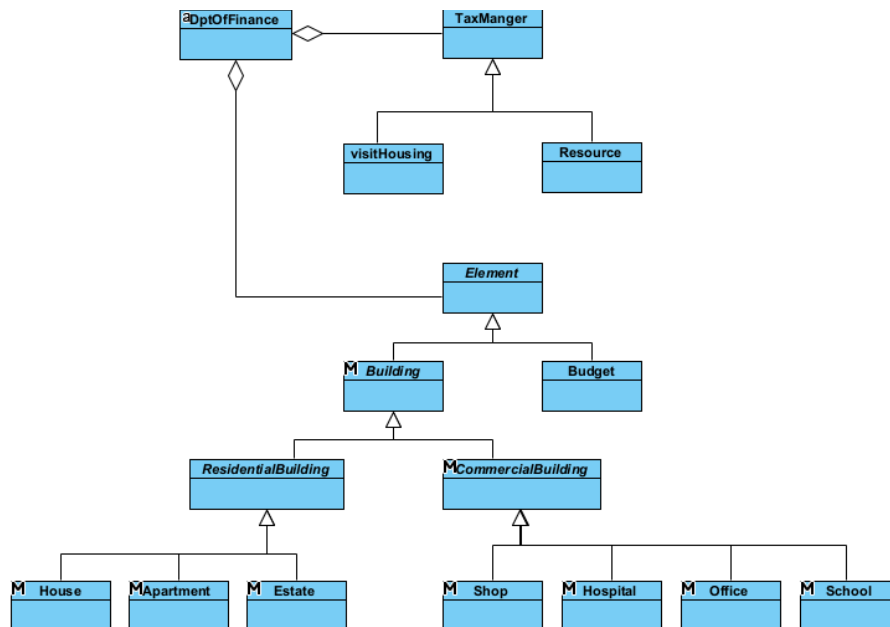 a DptOfFinance
TaxManger
visitHousing
Resource
Element
M Building
Budget
ResidentialBuilding
M CommercialBuilding
M House
M Apartment
M Estate
M Shop
M Hospital
M Office
M School